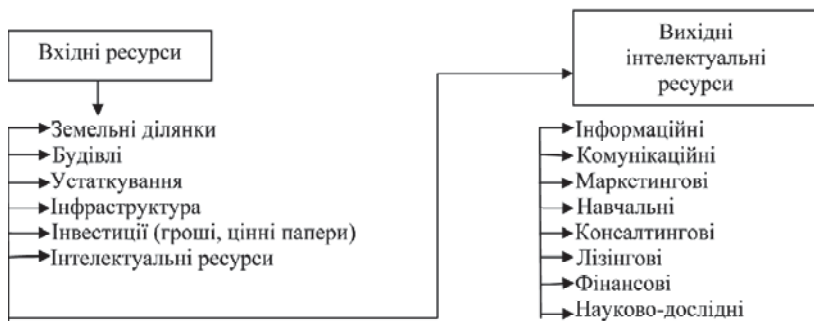 Вхідні ресурси
Земельні ділянки
Будівлі
Устаткування
Інфраструктура
Інвестиції (гроші, цінні папери)
Інтелектуальні ресурси
Вихідні
інтелектуальні
ресурси
Інформаційні
Комунікаційні
Маркетингові
Навчальні
Консалтингові
Лізінгові
Фінансові
Науково-дослідні